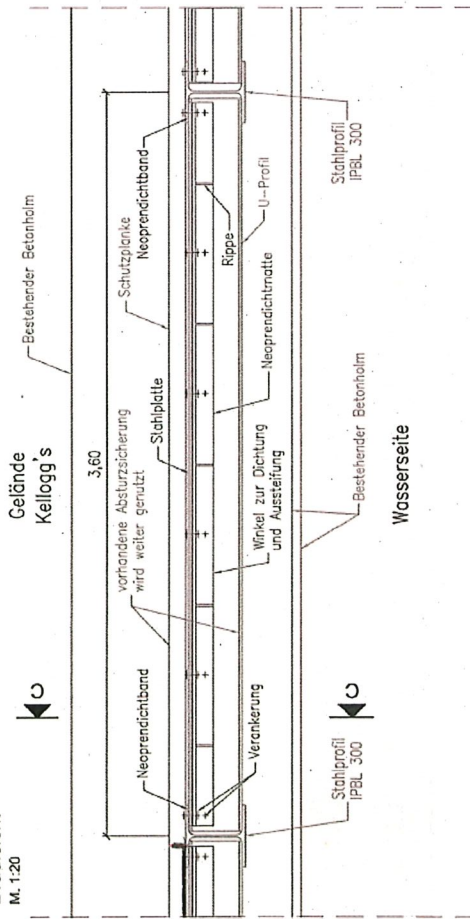 M. 1:20
Gelände
Kellogg's
Bestehender Betonholm
3,60
vorhandene Absturzsicherung
wird weiter genutzt
Schutzplanke
Neoprendichtband
Stahlplatte
Neoprendichtband
Rippe
U-Profil
Verankerung
Winkel zur Dichtung
und Aussteifung
Neoprendichtmatte
C
C
Stahlprofil
IPBL 300
Stahlprofil
IPBL 300
Bestehender Betonholm
Wasserseite